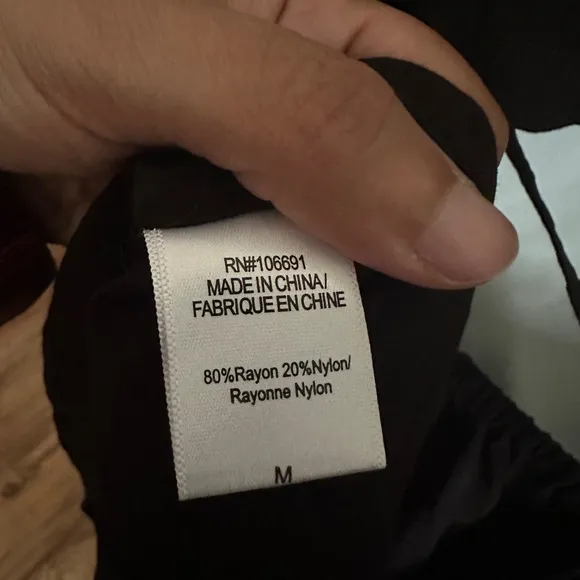 RN#106691
MADE IN CHINA/
FABRIQUE EN CHINE
80%Rayon 20%Nylon/
Rayonne Nylon
M